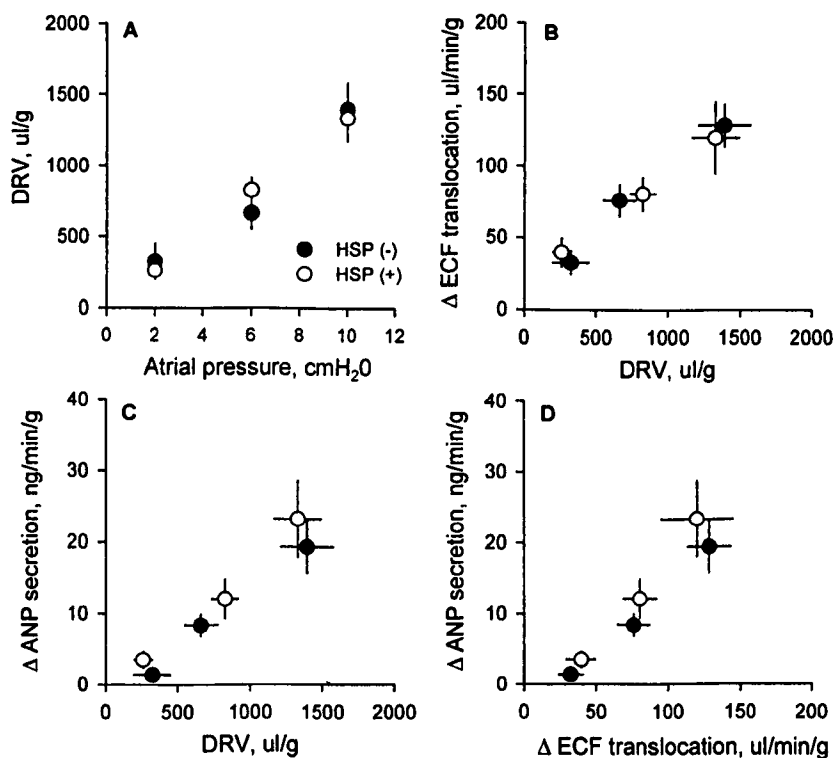 A
DRV, ul/g
2000
1500
1000
500
0
HSP (-)
HSP (+)
0 2 4 6 8 10 12
Atrial pressure, cmH₂0
B
Δ ECF translocation, ul/min/g
200
150
100
50
0
0 500 1000 1500 2000
DRV, ul/g
C
Δ ANP secretion, ng/min/g
40
30
20
10
0
0 500 1000 1500 2000
DRV, ul/g
D
Δ ANP secretion, ng/min/g
40
30
20
10
0
0 50 100 150 200
Δ ECF translocation, ul/min/g